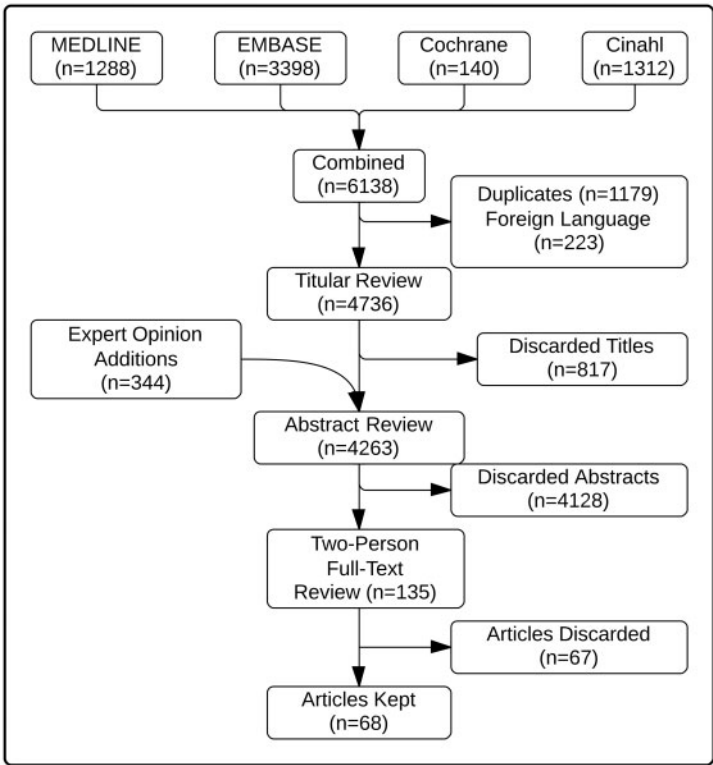 MEDLINE
(n=1288)
EMBASE
(n=3398)
Cochrane
(n=140)
Cinahl
(n=1312)
Combined
(n=6138)
Duplicates (n=1179)
Foreign Language
(n=223)
Titular Review
(n=4736)
Expert Opinion
Additions
(n=344)
Discarded Titles
(n=817)
Abstract Review
(n=4263)
Discarded Abstracts
(n=4128)
Two-Person
Full-Text
Review (n=135)
Articles Discarded
(n=67)
Articles Kept
(n=68)